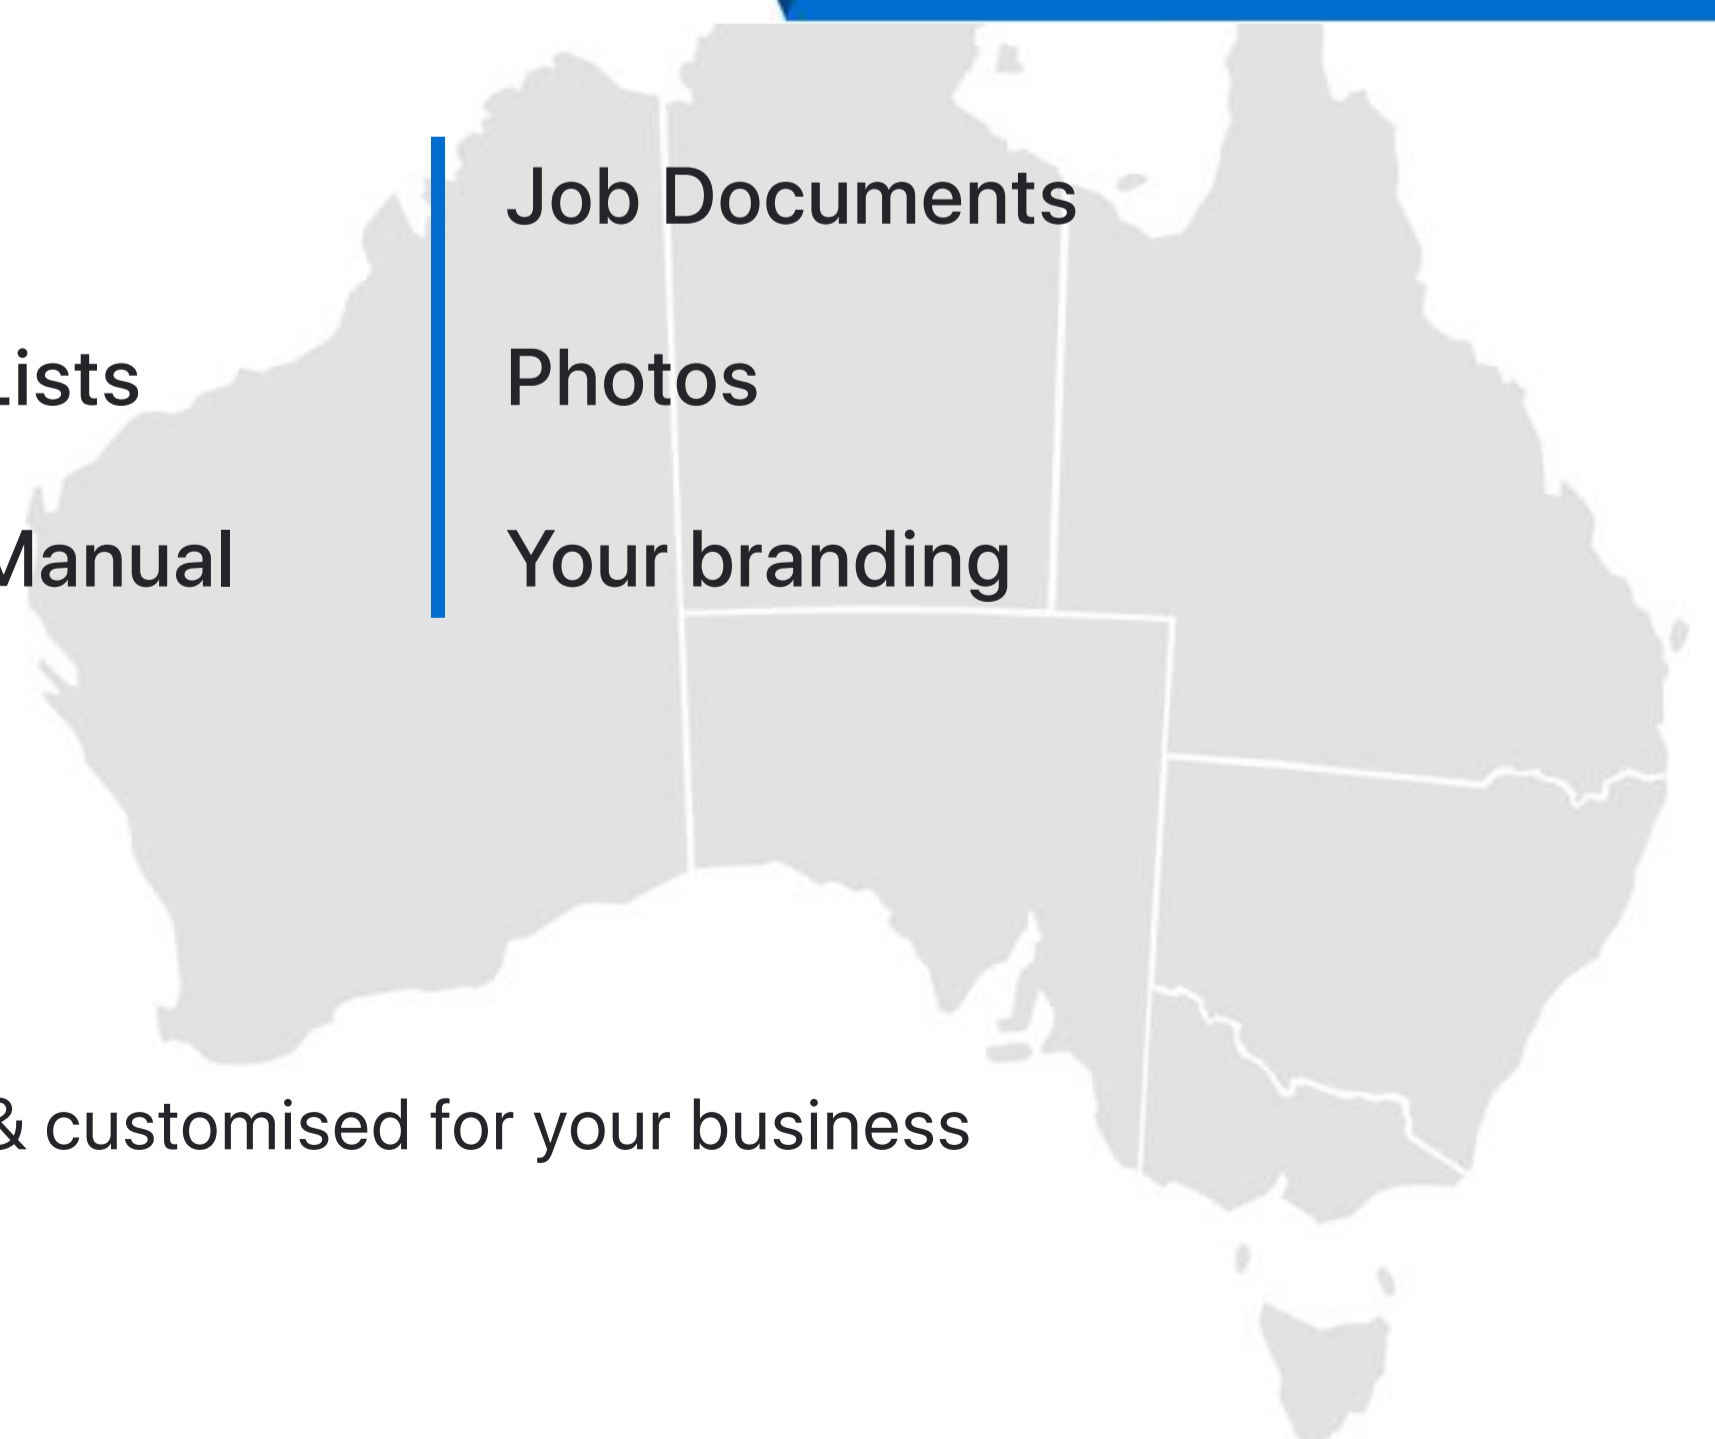 Job Documents
Lists
Photos
Manual
Your branding
& customised for your business